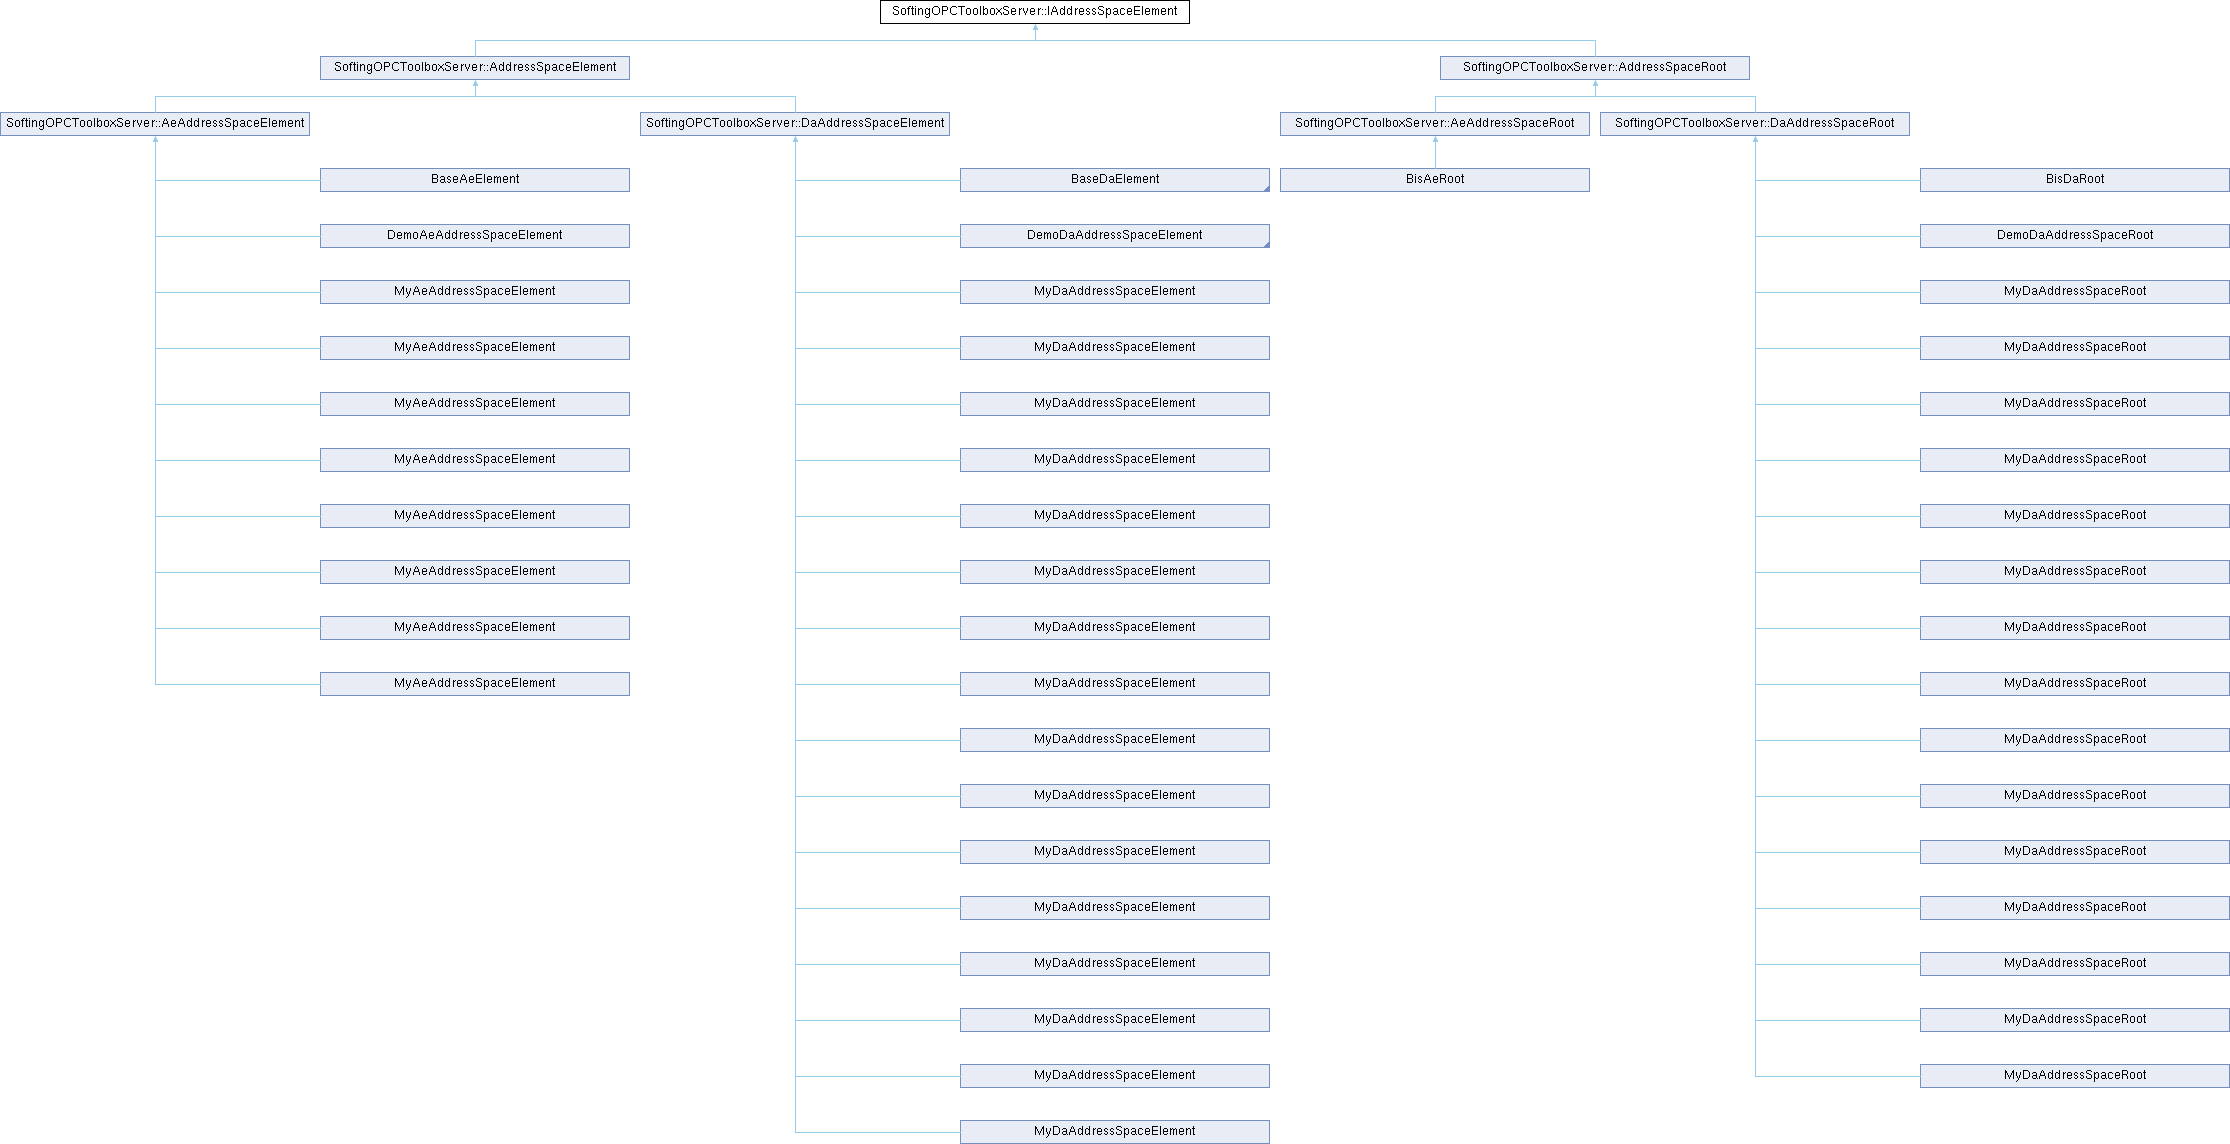 SoftingOPCToolboxServer::IAddressSpaceElement
SoftingOPCToolboxServer::AddressSpaceElement
SoftingOPCToolboxServer::AddressSpaceRoot
SoftingOPCToolboxServer::AeAddressSpaceElement
SoftingOPCToolboxServer::DaAddressSpaceElement
SoftingOPCToolboxServer::AeAddressSpaceRoot
SoftingOPCToolboxServer::DaAddressSpaceRoot
BaseAeElement
BaseDaElement
BisAeRoot
BisDaRoot
DemoAeAddressSpaceElement
DemoDaAddressSpaceElement
DemoDaAddressSpaceRoot
MyAeAddressSpaceElement
MyDaAddressSpaceElement
MyDaAddressSpaceRoot
MyAeAddressSpaceElement
MyDaAddressSpaceElement
MyDaAddressSpaceRoot
MyAeAddressSpaceElement
MyDaAddressSpaceElement
MyDaAddressSpaceRoot
MyAeAddressSpaceElement
MyDaAddressSpaceElement
MyDaAddressSpaceRoot
MyAeAddressSpaceElement
MyDaAddressSpaceElement
MyDaAddressSpaceRoot
MyAeAddressSpaceElement
MyDaAddressSpaceElement
MyDaAddressSpaceRoot
MyAeAddressSpaceElement
MyDaAddressSpaceElement
MyDaAddressSpaceRoot
MyAeAddressSpaceElement
MyDaAddressSpaceElement
MyDaAddressSpaceRoot
MyDaAddressSpaceElement
MyDaAddressSpaceRoot
MyDaAddressSpaceElement
MyDaAddressSpaceRoot
MyDaAddressSpaceElement
MyDaAddressSpaceRoot
MyDaAddressSpaceElement
MyDaAddressSpaceRoot
MyDaAddressSpaceElement
MyDaAddressSpaceRoot
MyDaAddressSpaceElement
MyDaAddressSpaceRoot
MyDaAddressSpaceElement
MyDaAddressSpaceRoot
MyDaAddressSpaceElement